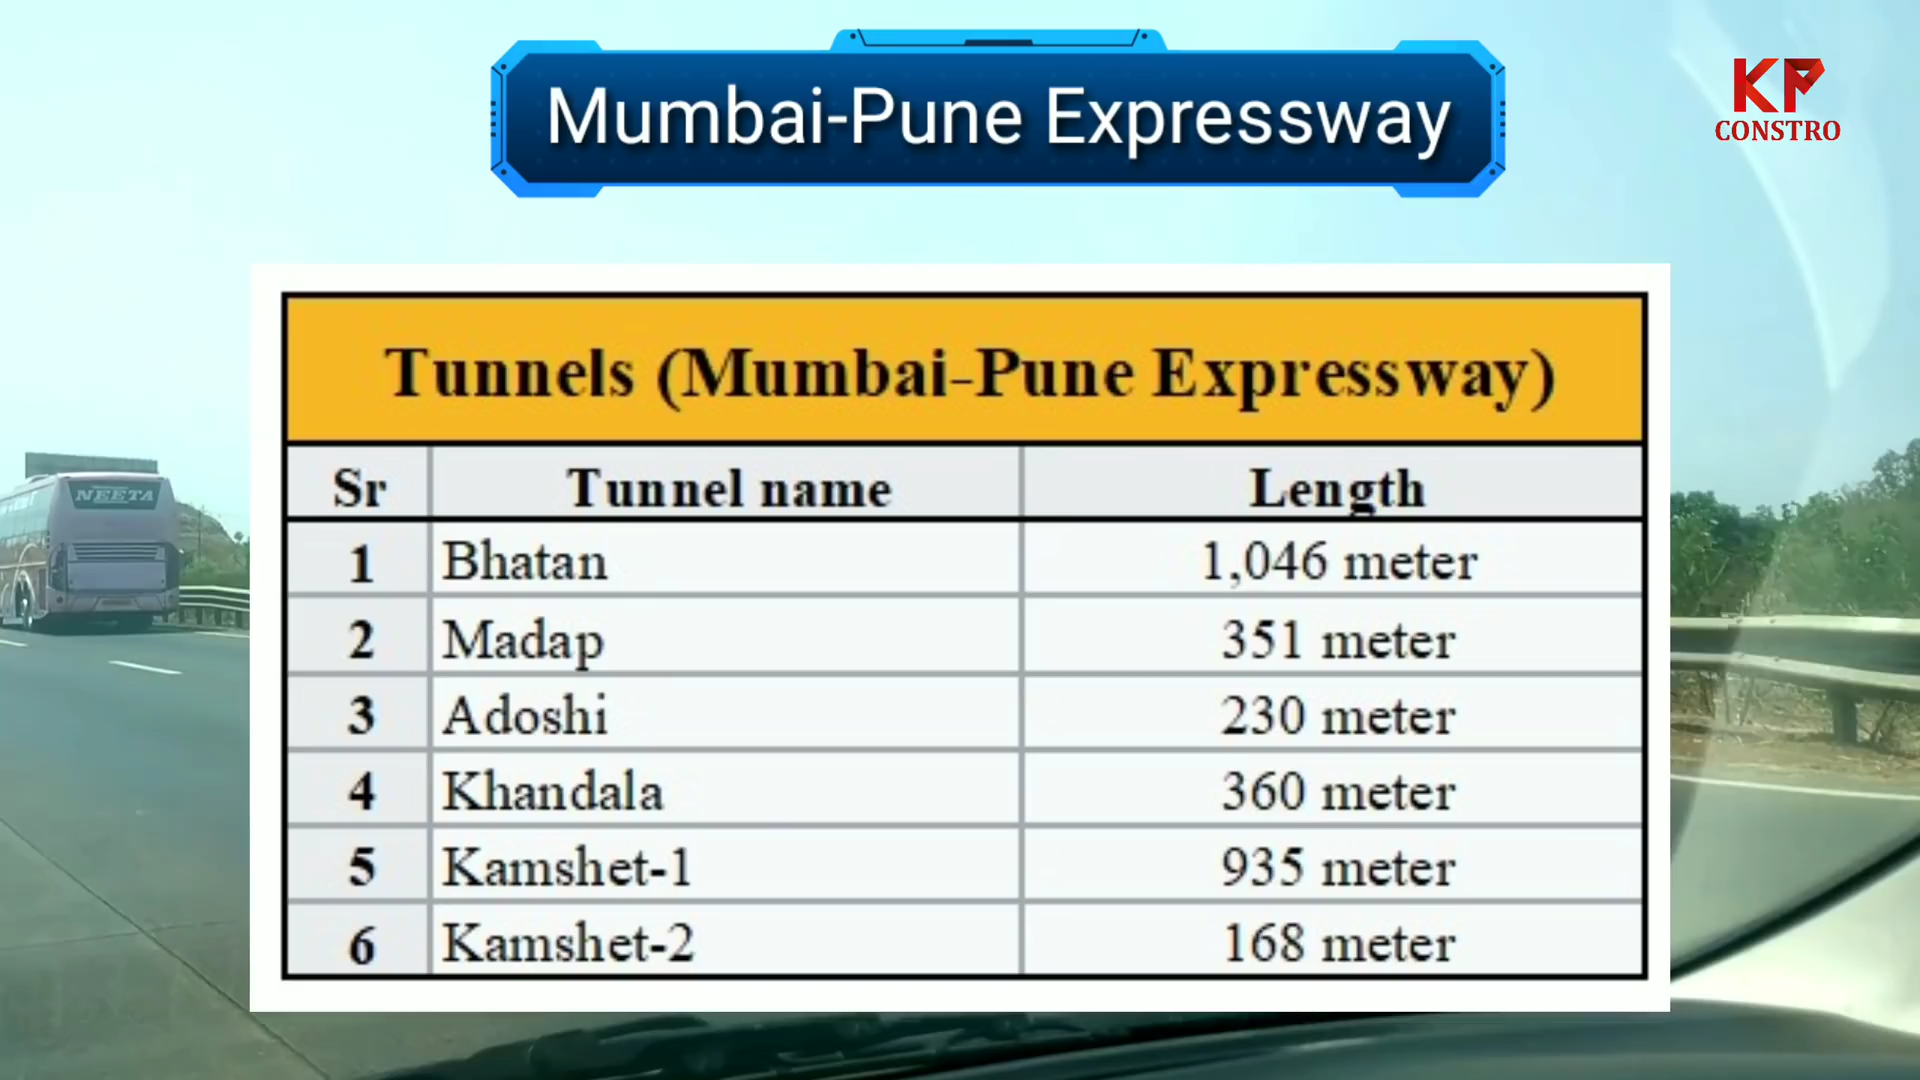 Mumbai-Pune Expressway
KP
CONSTRO
Tunnels (Mumbai-Pune Expressway)
Sr Tunnel name Length
1 Bhatan 1,046 meter
2 Madap 351 meter
3 Adoshi 230 meter
4 Khandala 360 meter
5 Kamshet-1 935 meter
6 Kamshet-2 168 meter
NEETA